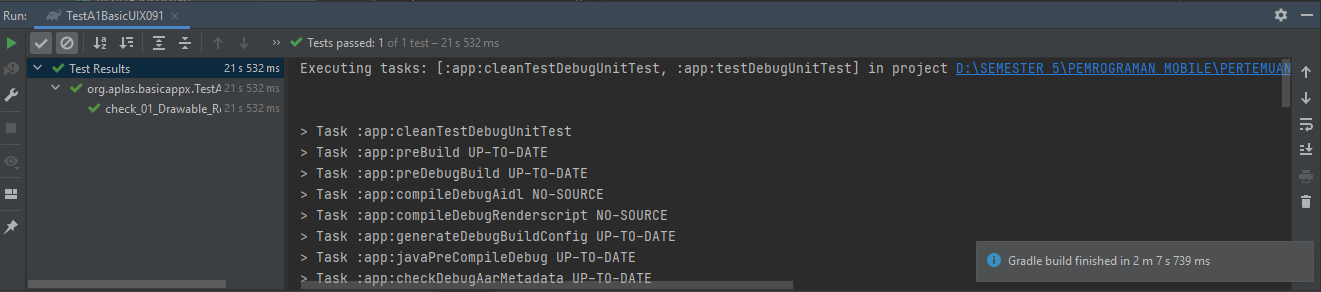 Run: TestA1BasicUIX091
Tests passed: 1 of 1 test – 21 s 532 ms
Test Results 21 s 532 ms
org.aplas.basicappx.TestA 21 s 532 ms
check_01_Drawable_Re 21 s 532 ms
Executing tasks: [:app:cleanTestDebugUnitTest, :app:testDebugUnitTest] in project D:\SEMESTER 5\PEMROGRAMAN MOBILE\PERTEMUAN
> Task :app:cleanTestDebugUnitTest
> Task :app:preBuild UP-TO-DATE
> Task :app:preDebugBuild UP-TO-DATE
> Task :app:compileDebugAidl NO-SOURCE
> Task :app:compileDebugRenderscript NO-SOURCE
> Task :app:generateDebugBuildConfig UP-TO-DATE
> Task :app:javaPreCompileDebug UP-TO-DATE
> Task :app:checkDebugAarMetadata UP-TO-DATE
Gradle build finished in 2 m 7 s 739 ms